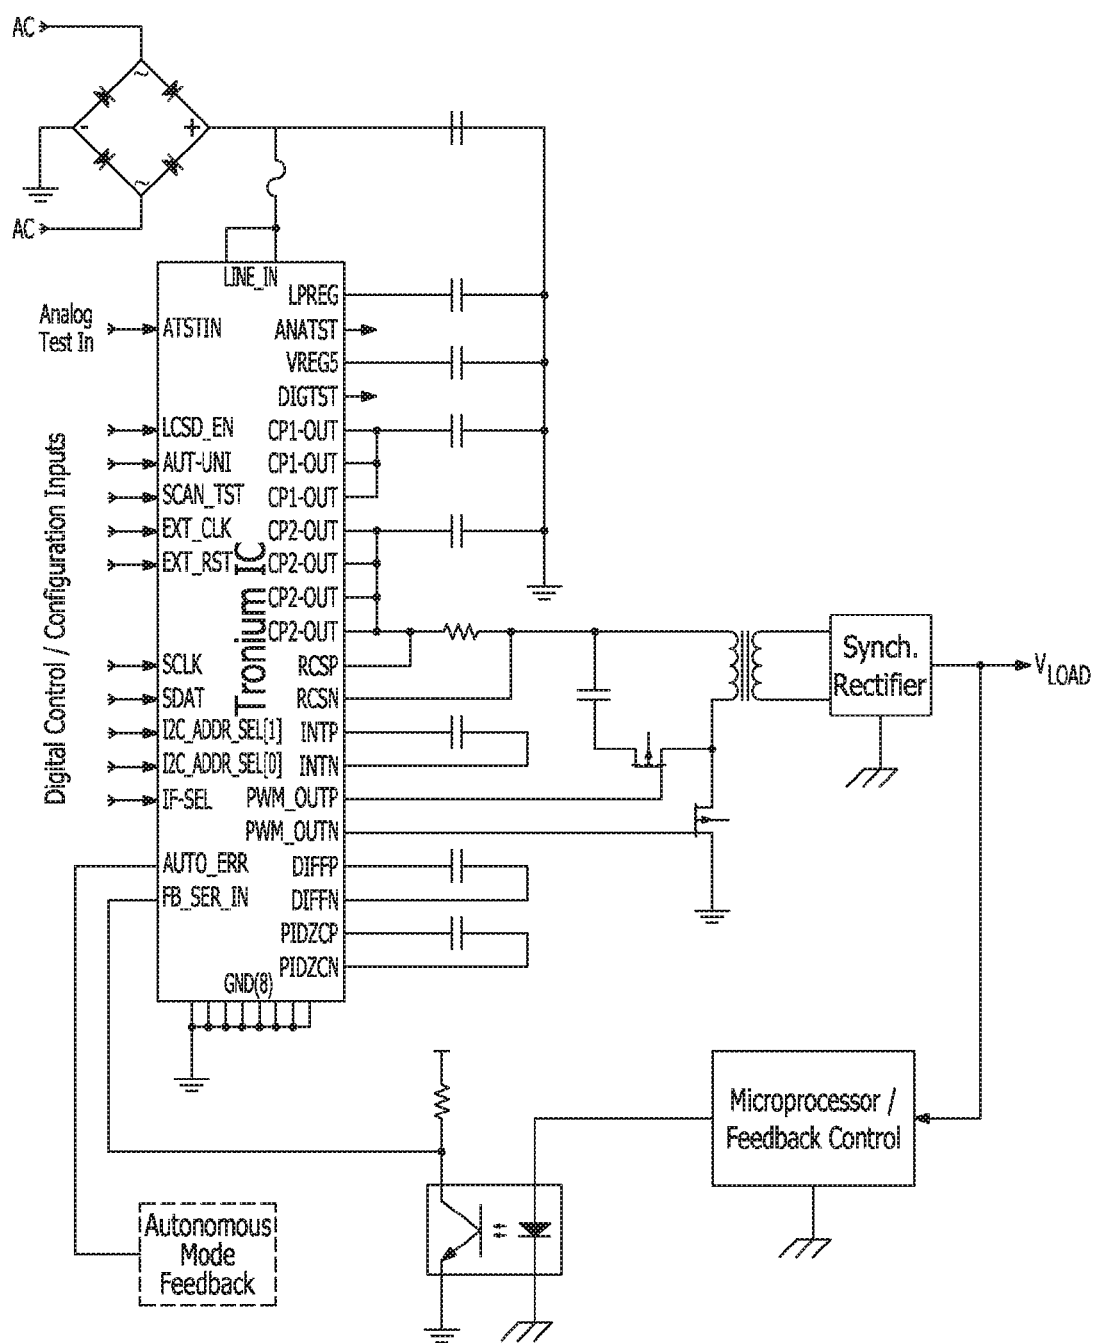 AC
~
-
+
~
AC
LINE_IN
Analog
Test In
ATSTIN
Digital Control / Configuration Inputs
LCSD_EN
AUT-UNI
SCAN_TST
EXT_CLK
EXT_RST
SCLK
SDAT
I2C_ADDR_SEL[1]
I2C_ADDR_SEL[0]
IF-SEL
AUTO_ERR
FB_SER_IN
Tronium IC
LPREG
ANATST
VREG5
DIGTST
CP1-OUT
CP1-OUT
CP1-OUT
CP2-OUT
CP2-OUT
CP2-OUT
CP2-OUT
RCSP
RCSN
INTP
INTN
PWM_OUTP
PWM_OUTN
DIFFP
DIFFN
PIDZCP
PIDZCN
GND(8)
Synch.
Rectifier
VLOAD
Microprocessor /
Feedback Control
Autonomous
Mode
Feedback